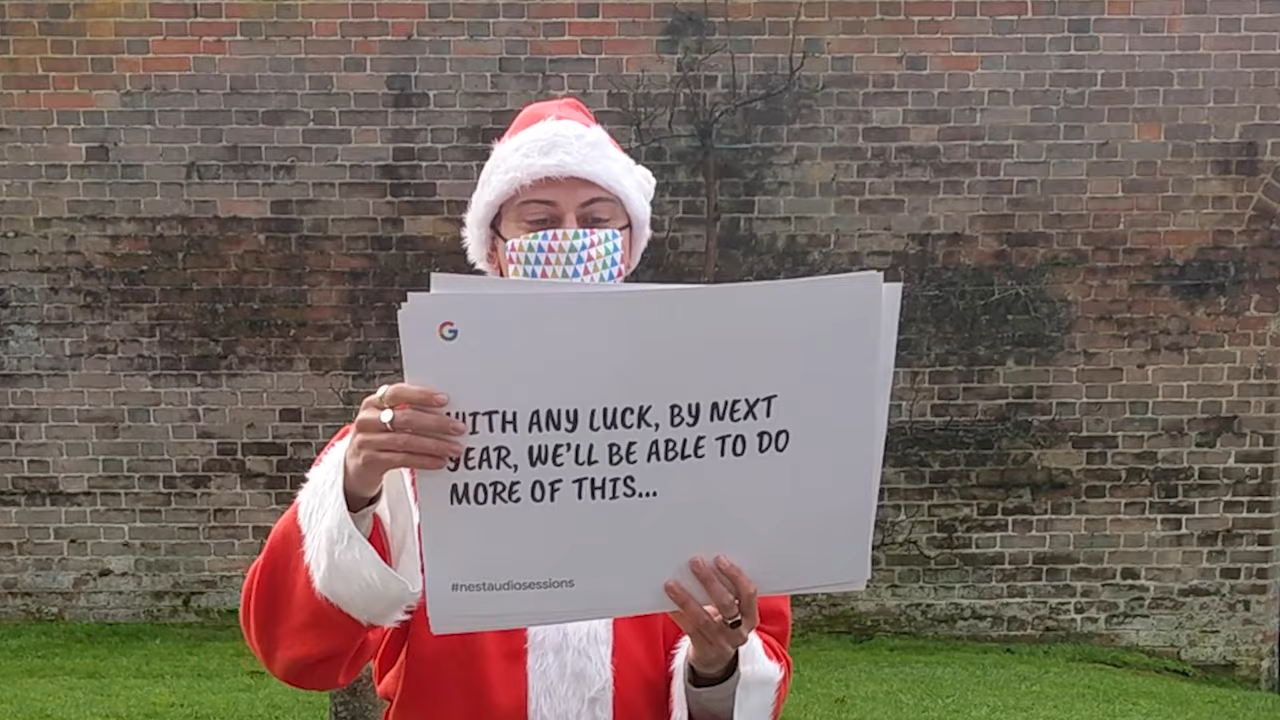 G
WITH ANY LUCK, BY NEXT
YEAR, WE'LL BE ABLE TO DO
MORE OF THIS...
#nestaudiosessions